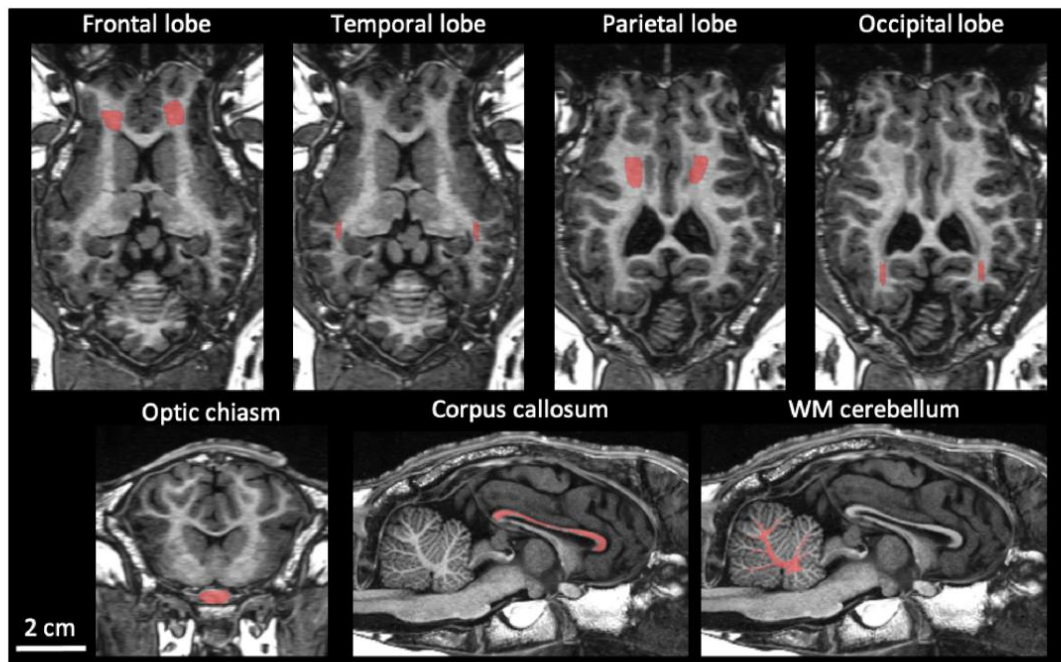 Frontal lobe
Temporal lobe
Parietal lobe
Occipital lobe
Optic chiasm
Corpus callosum
WM cerebellum
2 cm